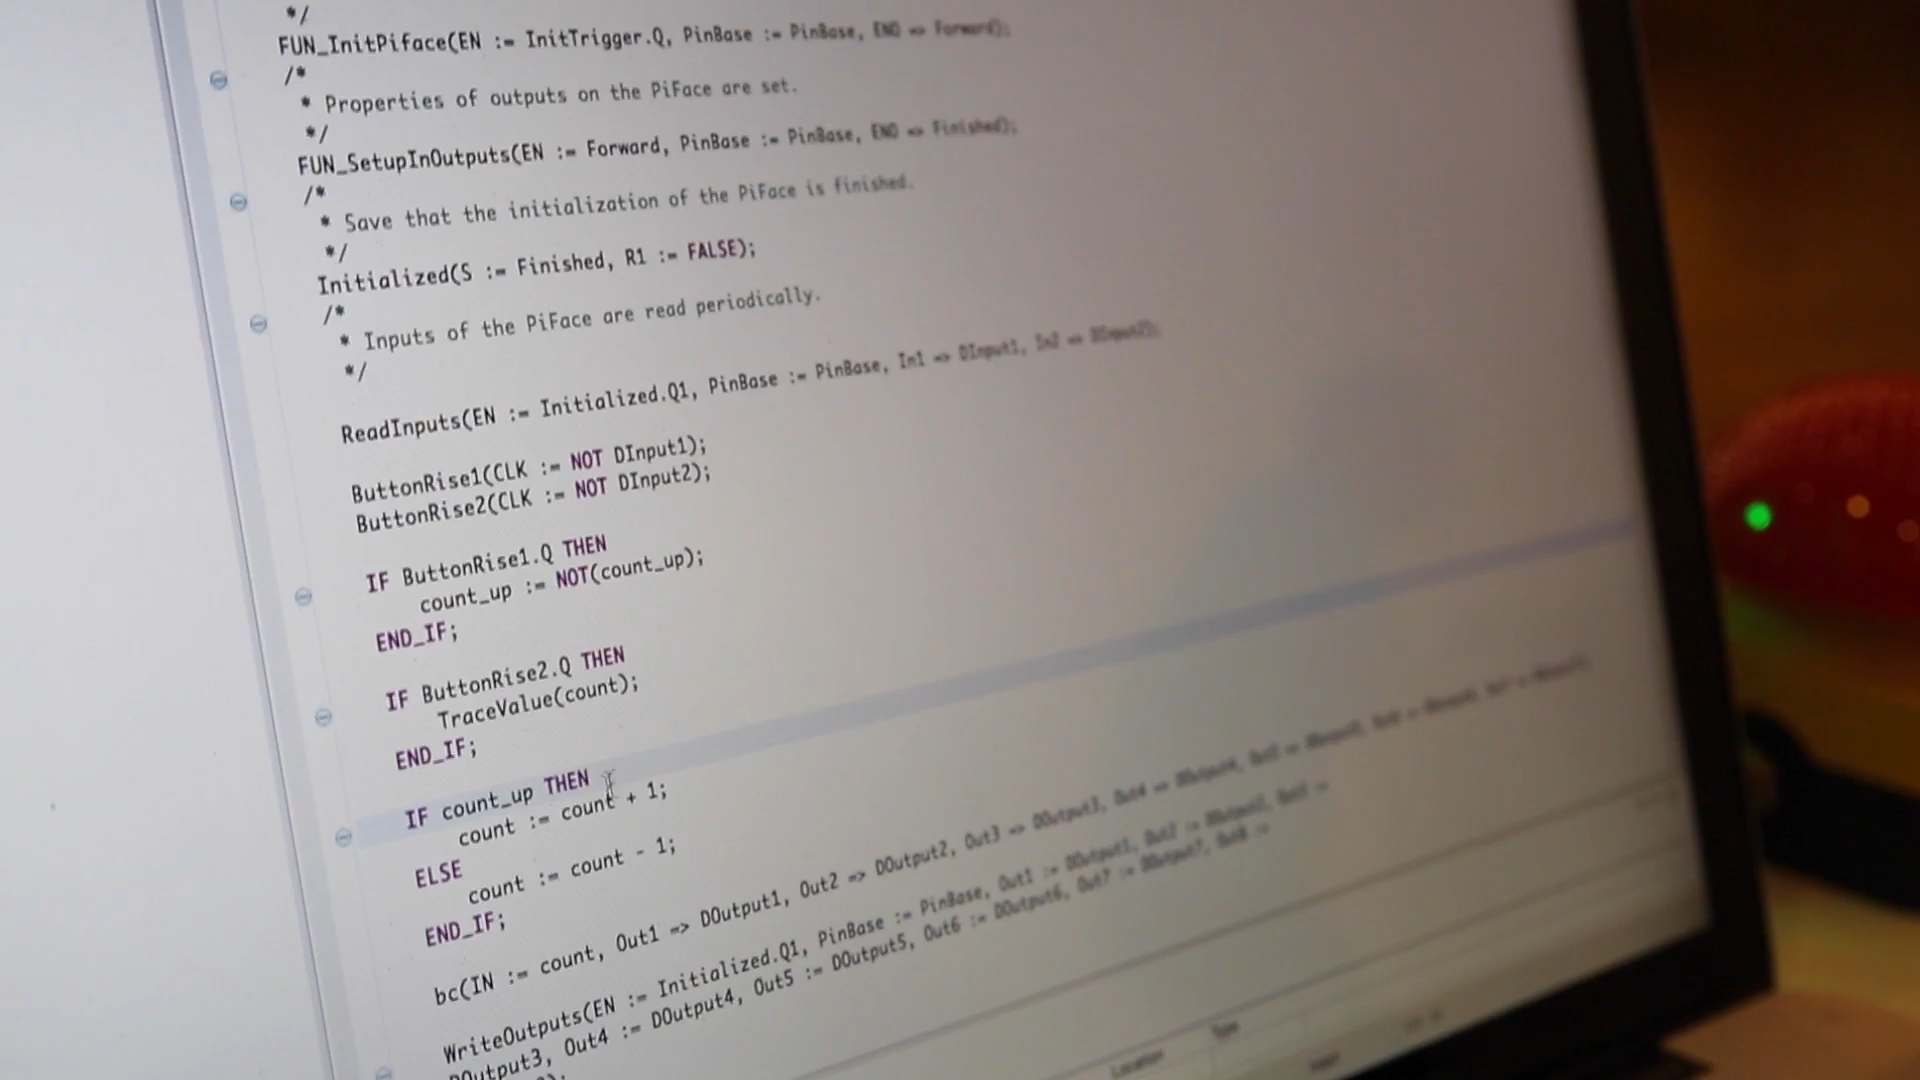 */
FUN_InitPiface(EN := InitTrigger.Q, PinBase := PinBase, ENO => Forward);
/*
* Properties of outputs on the PiFace are set.
*/
FUN_SetupInOutputs(EN := Forward, PinBase := PinBase, ENO => Finished);
/*
* Save that the initialization of the PiFace is finished.
*/
Initialized(S := Finished, R1 := FALSE);
/*
* Inputs of the PiFace are read periodically.
*/
ReadInputs(EN := Initialized.Q1, PinBase := PinBase, In1 => DInput1, In2 => DInput2);
ButtonRise1(CLK := NOT DInput1);
ButtonRise2(CLK := NOT DInput2);
IF ButtonRise1.Q THEN
count_up := NOT(count_up);
END_IF;
IF ButtonRise2.Q THEN
TraceValue(count);
END_IF;
IF count_up THEN
count := count + 1;
ELSE
count := count - 1;
END_IF;
bc(IN := count, Out1 => DOutput1, Out2 => DOutput2, Out3 => DOutput3, Out4 => DOutput4,
WriteOutputs(EN := Initialized.Q1, PinBase := PinBase, Out1 := DOutput1, Out2 := DOutput2, Out3 :=
DOutput3, Out4 := DOutput4, Out5 := DOutput5, Out6 := DOutput6, Out7 := DOutput7, Out8 :=
Location Type